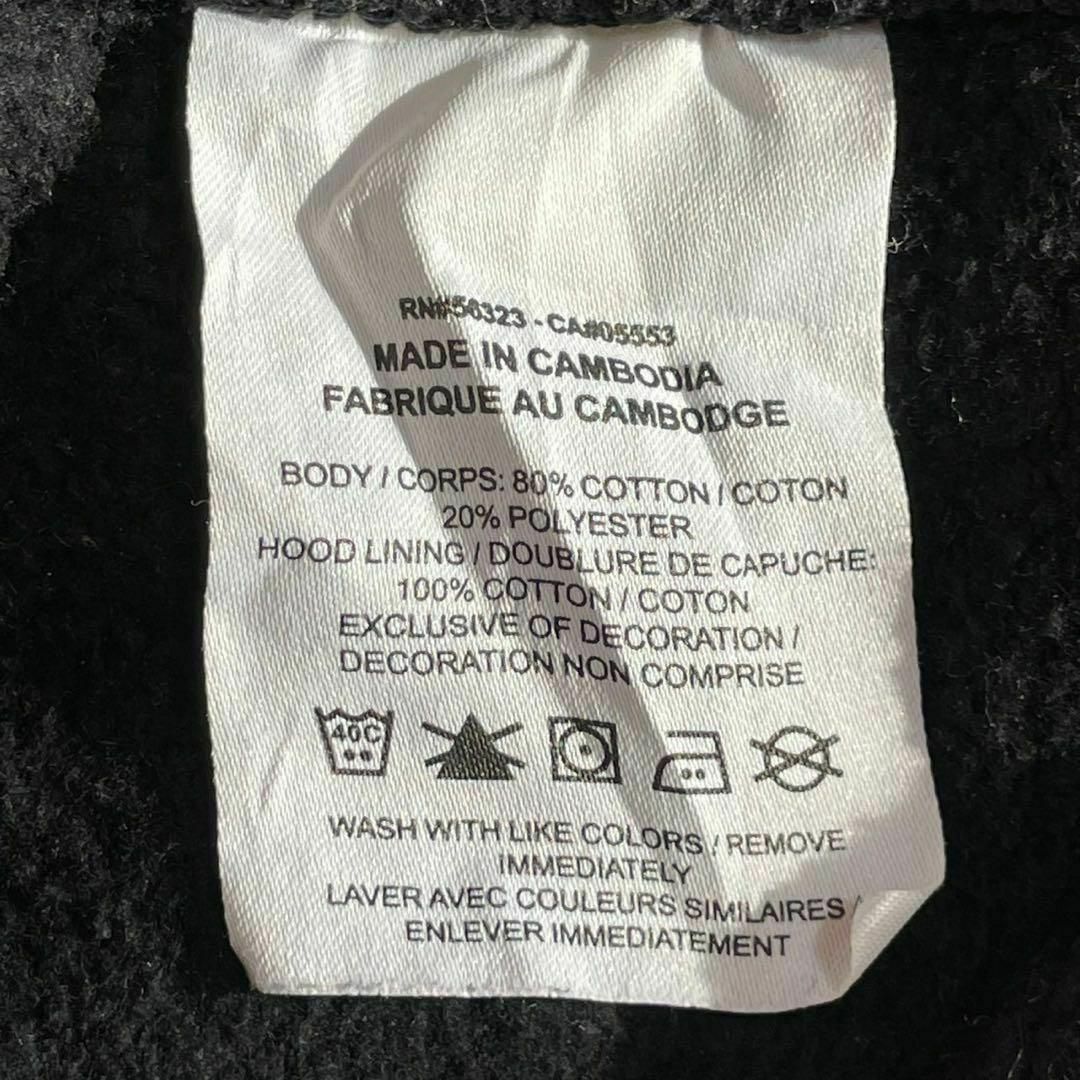 RN#56323 - CA#05553
MADE IN CAMBODIA
FABRIQUE AU CAMBODGE
BODY / CORPS: 80% COTTON / COTON
20% POLYESTER
HOOD LINING / DOUBLURE DE CAPUCHE:
100% COTTON / COTON
EXCLUSIVE OF DECORATION /
DECORATION NON COMPRISE
40C
WASH WITH LIKE COLORS / REMOVE
IMMEDIATELY
LAVER AVEC COULEURS SIMILAIRES /
ENLEVER IMMEDIATEMENT